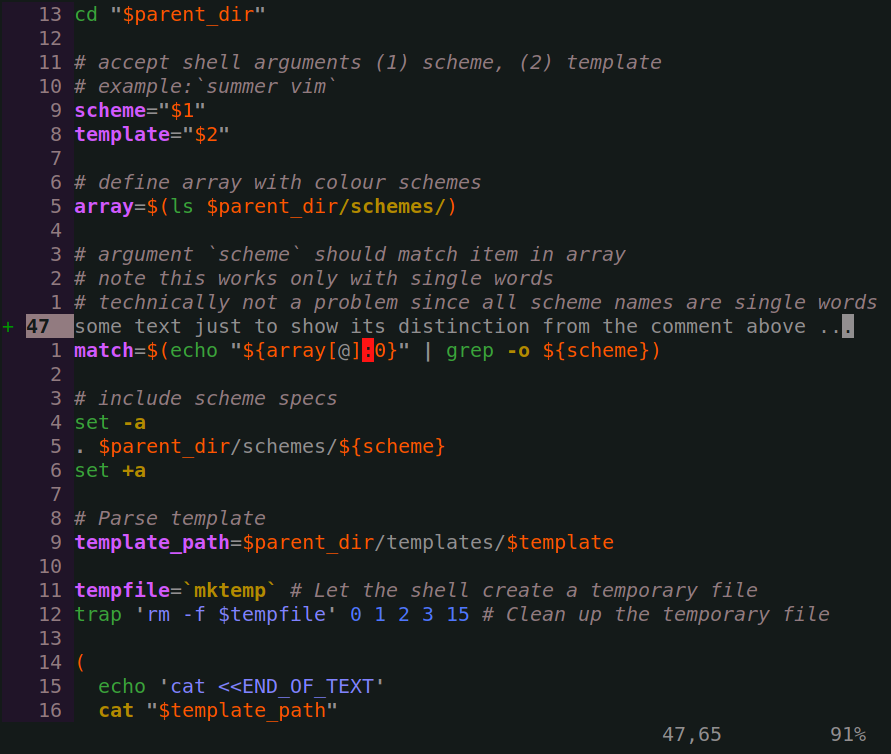 13 cd "$parent_dir"
12
11 # accept shell arguments (1) scheme, (2) template
10 # example:`summer vim`
9 scheme="$1"
8 template="$2"
7
6 # define array with colour schemes
5 array=$(ls $parent_dir/schemes/)
4
3 # argument `scheme` should match item in array
2 # note this works only with single words
1 # technically not a problem since all scheme names are single words
+ 47 some text just to show its distinction from the comment above ...
1 match=$(echo "${array[@]:0}" | grep -o ${scheme})
2
3 # include scheme specs
4 set -a
5 . $parent_dir/schemes/${scheme}
6 set +a
7
8 # Parse template
9 template_path=$parent_dir/templates/$template
10
11 tempfile=`mktemp` # Let the shell create a temporary file
12 trap 'rm -f $tempfile' 0 1 2 3 15 # Clean up the temporary file
13
14 (
15   echo 'cat <<END_OF_TEXT'
16   cat "$template_path"
47,65 91%